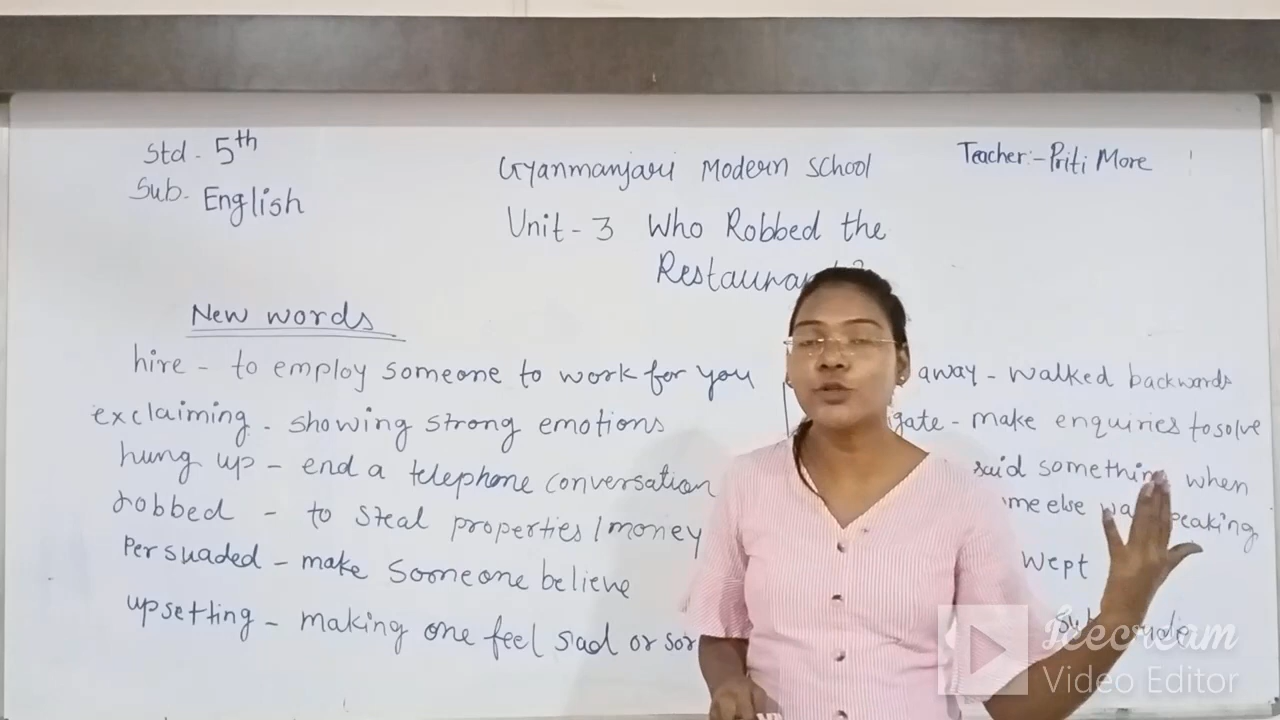 Std - 5th
Sub - English
Gyanmanjari Modern School
Teacher:- Priti More
Unit - 3 Who Robbed the
New words
hire - to employ someone to work for you
exclaiming - showing strong emotions
hung up - end a telephone conversation
robbed - to steal properties/money
Persuaded - make someone believe
upsetting - making one feel sad or
away - walked backwards
make enquiries to solve
said something when
else
Wept
Icecream
Video Editor